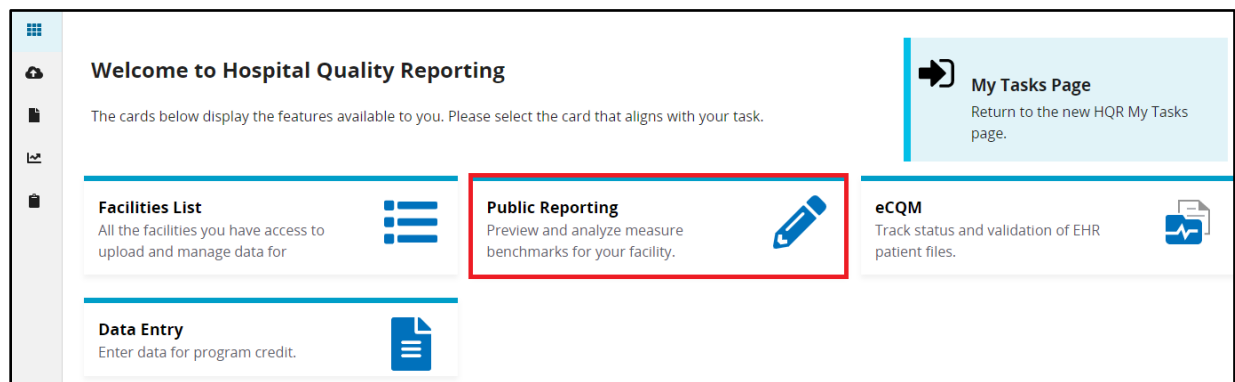 Welcome to Hospital Quality Reporting
The cards below display the features available to you. Please select the card that aligns with your task.
My Tasks Page
Return to the new HQR My Tasks
page.
Facilities List
All the facilities you have access to
upload and manage data for
Public Reporting
Preview and analyze measure
benchmarks for your facility.
eCQM
Track status and validation of EHR
patient files.
Data Entry
Enter data for program credit.